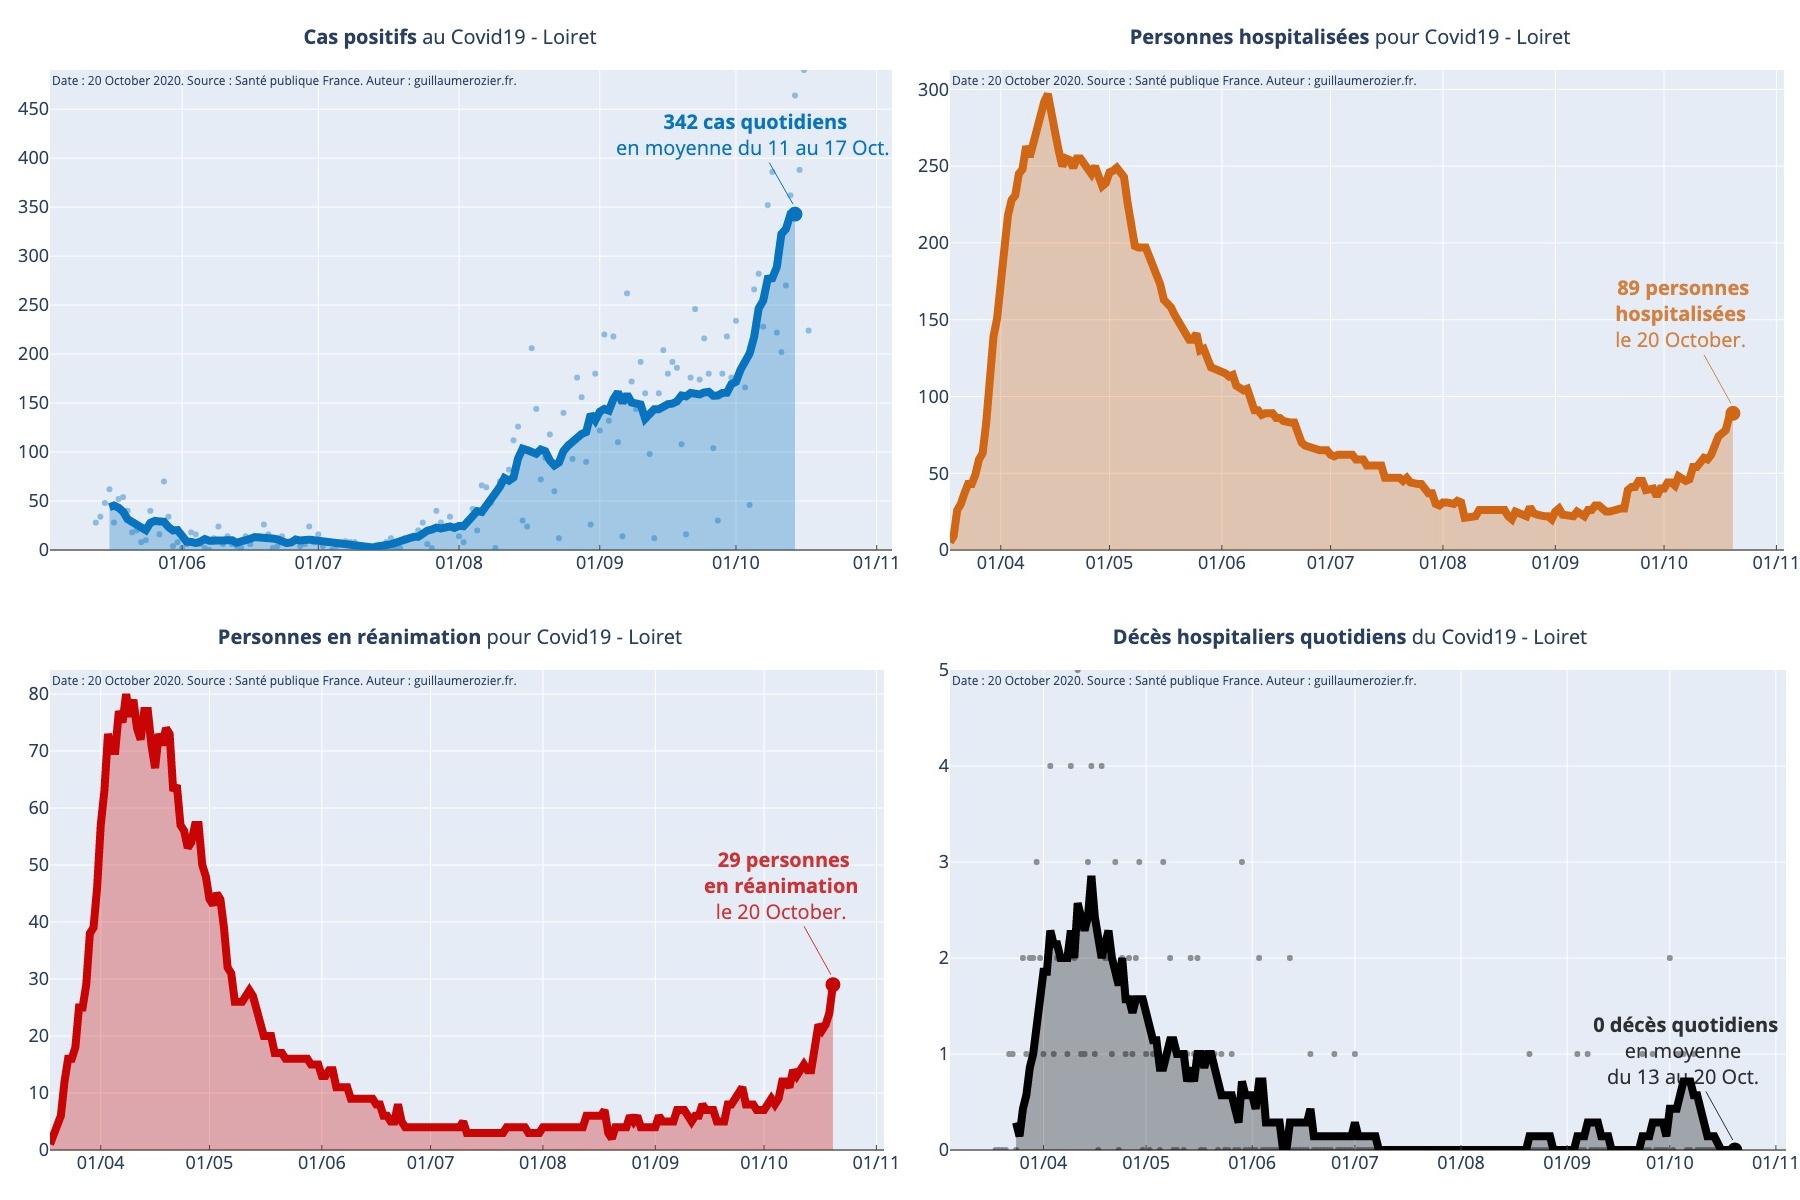 Cas positifs au Covid19 - Loiret
Date : 20 October 2020. Source : Santé publique France. Auteur : guillaumerozier.fr.
450
400
350
300
250
200
150
100
50
0
342 cas quotidiens
en moyenne du 11 au 17 Oct.
01/06 01/07 01/08 01/09 01/10 01/11
Personnes hospitalisées pour Covid19 - Loiret
Date : 20 October 2020. Source : Santé publique France. Auteur : guillaumerozier.fr.
300
250
200
150
100
50
0
89 personnes
hospitalisées
le 20 October.
01/04 01/05 01/06 01/07 01/08 01/09 01/10 01/11
Personnes en réanimation pour Covid19 - Loiret
Date : 20 October 2020. Source : Santé publique France. Auteur : guillaumerozier.fr.
80
70
60
50
40
30
20
10
0
29 personnes
en réanimation
le 20 October.
01/04 01/05 01/06 01/07 01/08 01/09 01/10 01/11
Décès hospitaliers quotidiens du Covid19 - Loiret
Date : 20 October 2020. Source : Santé publique France. Auteur : guillaumerozier.fr.
5
4
3
2
1
0
0 décès quotidiens
en moyenne
du 13 au 20 Oct.
01/04 01/05 01/06 01/07 01/08 01/09 01/10 01/11